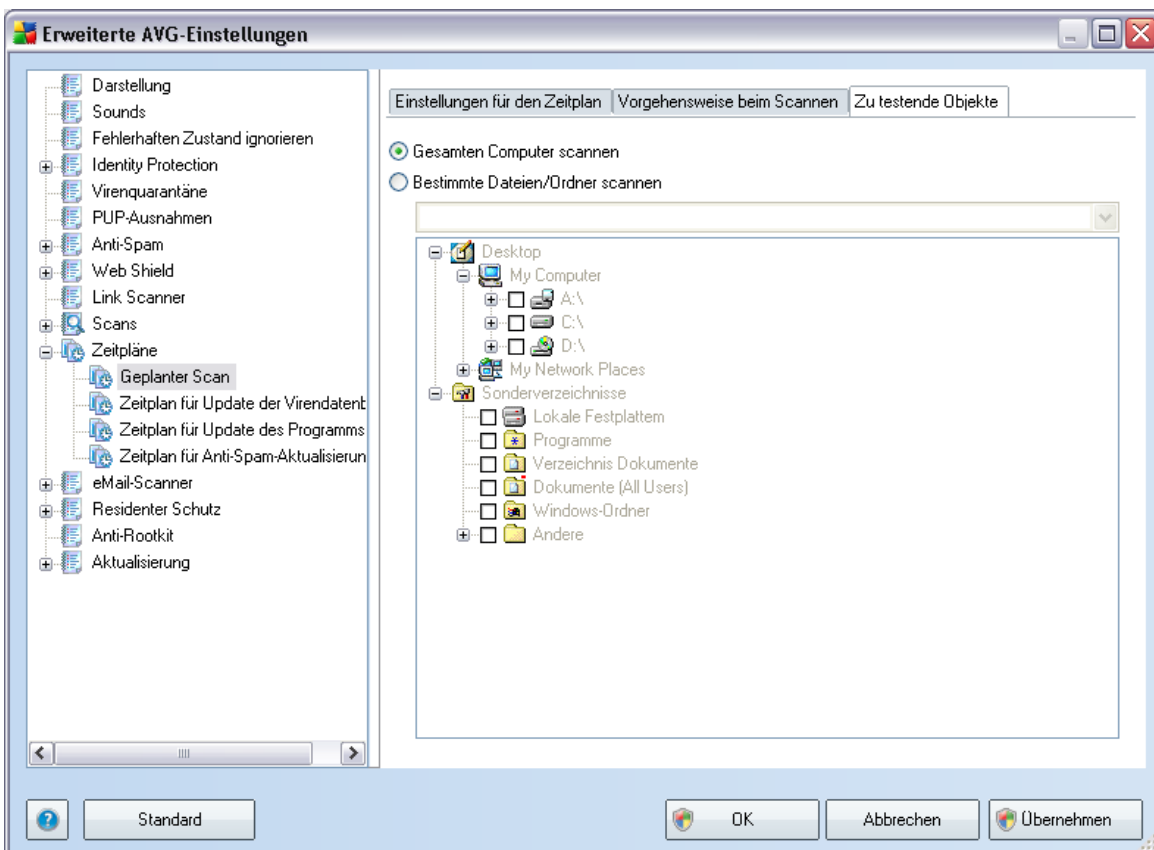 Erweiterte AVG-Einstellungen
Darstellung
Sounds
Fehlerhaften Zustand ignorieren
Identity Protection
Virenquarantäne
PUP-Ausnahmen
Anti-Spam
Web Shield
Link Scanner
Scans
Zeitpläne
Geplanter Scan
Zeitplan für Update der Virendatenb
Zeitplan für Update des Programms
Zeitplan für Anti-Spam-Aktualisierun
eMail-Scanner
Residenter Schutz
Anti-Rootkit
Aktualisierung
Einstellungen für den Zeitplan Vorgehensweise beim Scannen Zu testende Objekte
Gesamten Computer scannen
Bestimmte Dateien/Ordner scannen
Desktop
My Computer
A:\
C:\
D:\
My Network Places
Sonderverzeichnisse
Lokale Festplattem
Programme
Verzeichnis Dokumente
Dokumente (All Users)
Windows-Ordner
Andere
? Standard OK Abbrechen Übernehmen